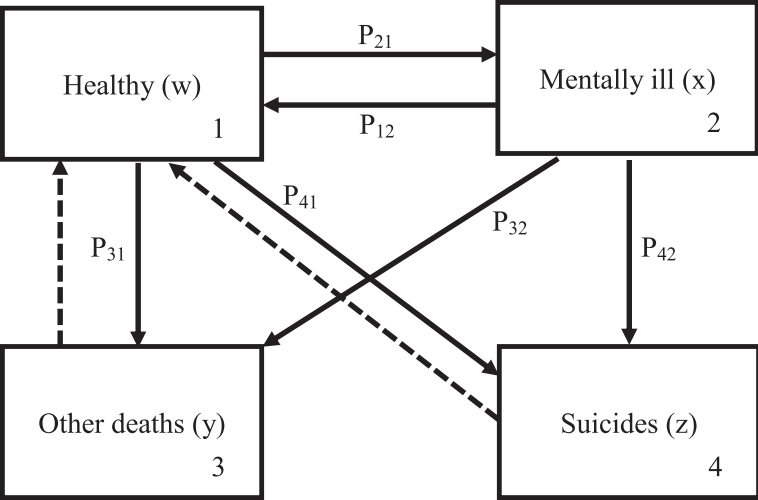 Healthy (w)
1
P₂₁
P₁₂
Mentally ill (x)
2
P₃₁
P₄₁
P₃₂
P₄₂
Other deaths (y)
3
Suicides (z)
4